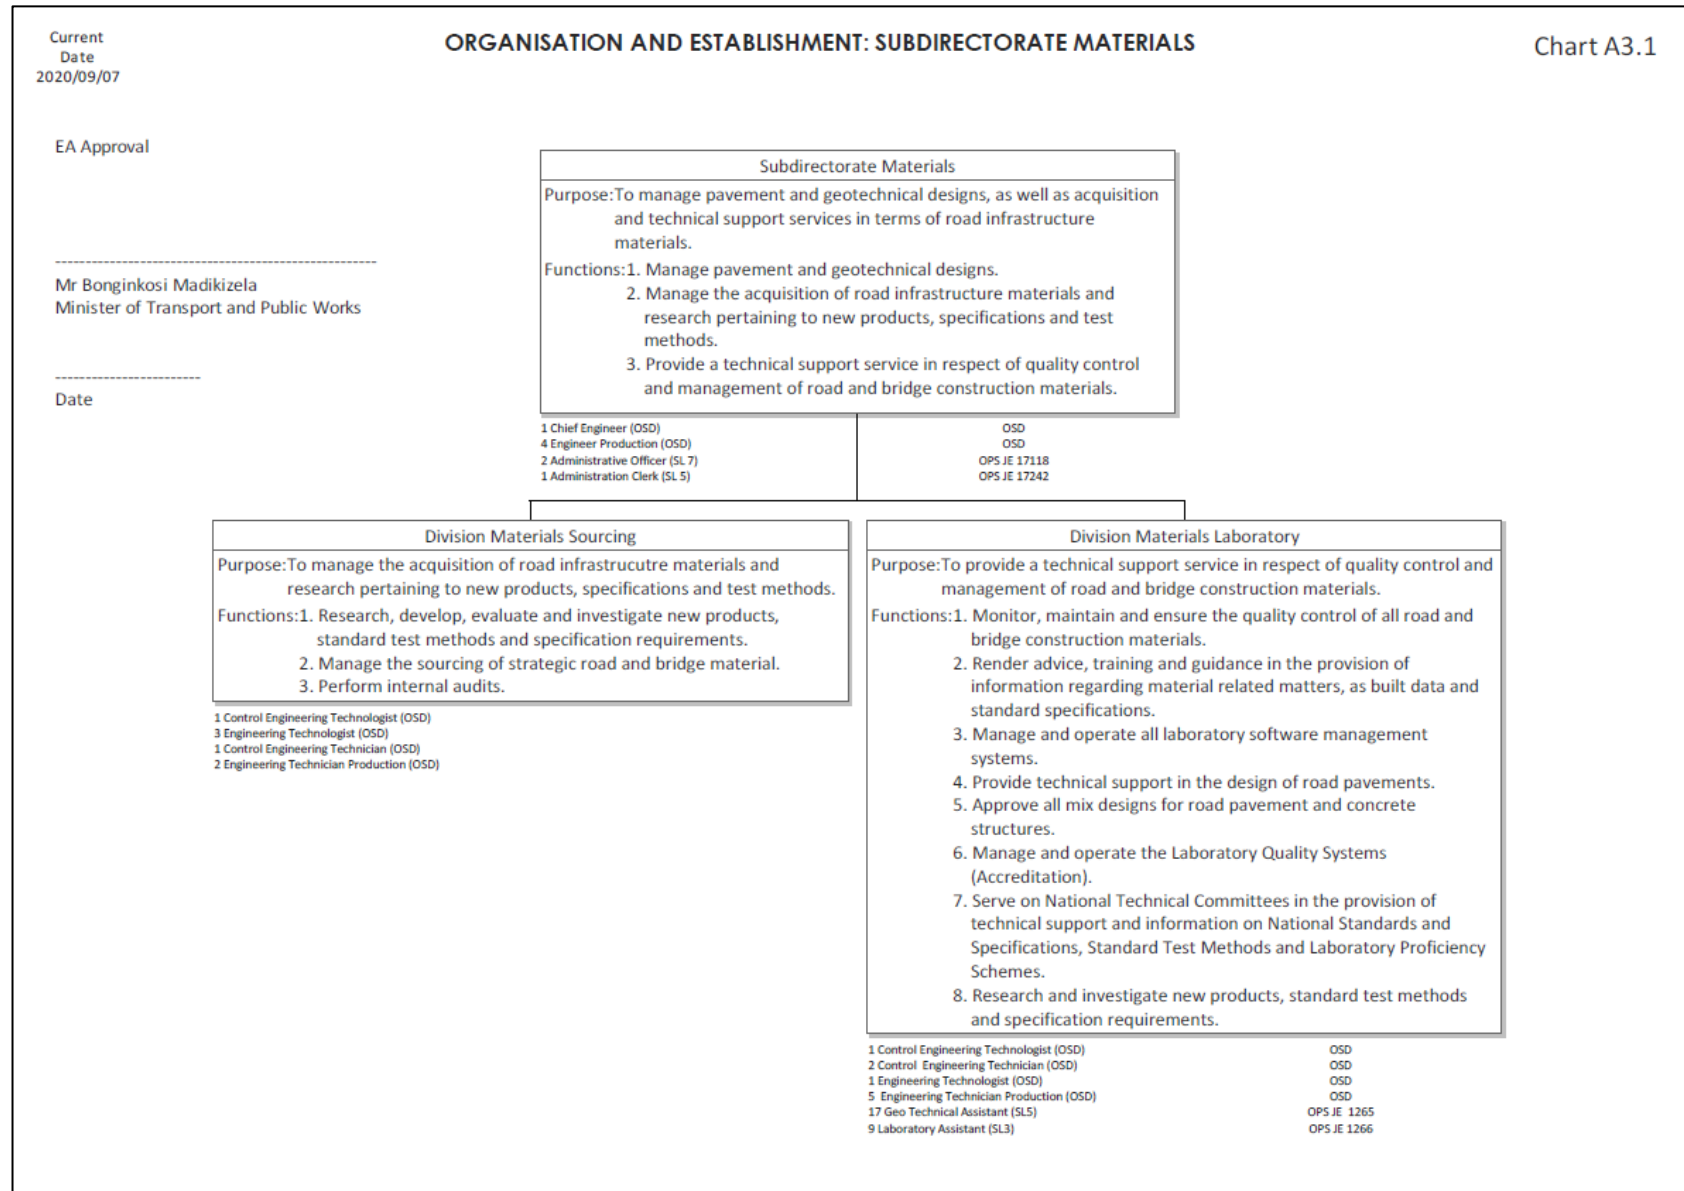 Current
Date
2020/09/07
ORGANISATION AND ESTABLISHMENT: SUBDIRECTORATE MATERIALS
Chart A3.1
EA Approval
-----------------------------------------------------
Mr Bonginkosi Madikizela
Minister of Transport and Public Works
------------------------
Date
Subdirectorate Materials
Purpose:To manage pavement and geotechnical designs, as well as acquisition
and technical support services in terms of road infrastructure
materials.
Functions:1. Manage pavement and geotechnical designs.
2. Manage the acquisition of road infrastructure materials and
research pertaining to new products, specifications and test
methods.
3. Provide a technical support service in respect of quality control
and management of road and bridge construction materials.
1 Chief Engineer (OSD) OSD
4 Engineer Production (OSD) OSD
2 Administrative Officer (SL 7) OPS JE 17118
1 Administration Clerk (SL 5) OPS JE 17242
Division Materials Sourcing
Purpose:To manage the acquisition of road infrastrucutre materials and
research pertaining to new products, specifications and test methods.
Functions:1. Research, develop, evaluate and investigate new products,
standard test methods and specification requirements.
2. Manage the sourcing of strategic road and bridge material.
3. Perform internal audits.
1 Control Engineering Technologist (OSD)
3 Engineering Technologist (OSD)
1 Control Engineering Technician (OSD)
2 Engineering Technician Production (OSD)
Division Materials Laboratory
Purpose:To provide a technical support service in respect of quality control and
management of road and bridge construction materials.
Functions:1. Monitor, maintain and ensure the quality control of all road and
bridge construction materials.
2. Render advice, training and guidance in the provision of
information regarding material related matters, as built data and
standard specifications.
3. Manage and operate all laboratory software management
systems.
4. Provide technical support in the design of road pavements.
5. Approve all mix designs for road pavement and concrete
structures.
6. Manage and operate the Laboratory Quality Systems
(Accreditation).
7. Serve on National Technical Committees in the provision of
technical support and information on National Standards and
Specifications, Standard Test Methods and Laboratory Proficiency
Schemes.
8. Research and investigate new products, standard test methods
and specification requirements.
1 Control Engineering Technologist (OSD) OSD
2 Control Engineering Technician (OSD) OSD
1 Engineering Technologist (OSD) OSD
5 Engineering Technician Production (OSD) OSD
17 Geo Technical Assistant (SL5) OPS JE 1265
9 Laboratory Assistant (SL3) OPS JE 1266